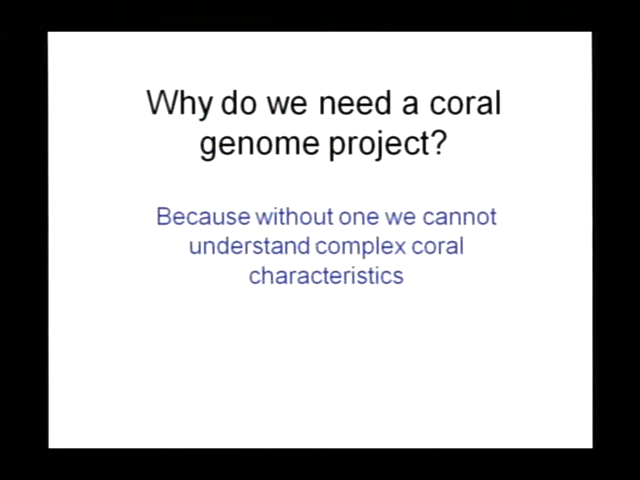 Why do we need a coral
genome project?
Because without one we cannot
understand complex coral
characteristics